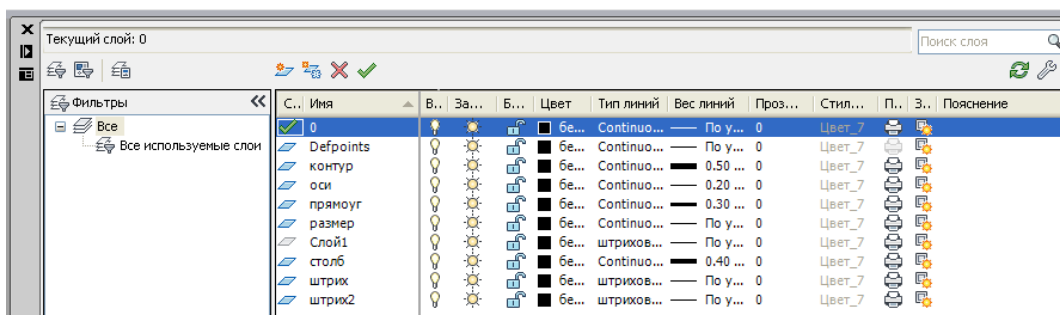 Текущий слой: 0
Поиск слоя
Фильтры
Все
Все используемые слои
С.. Имя В.. За... Б... Цвет Тип линий Вес линий Проз... Стил... П.. З.. Пояснение
0 бе... Continuo... По у... 0 Цвет_7
Defpoints бе... Continuo... По у... 0 Цвет_7
контур бе... Continuo... 0.50 ... 0 Цвет_7
оси бе... Continuo... 0.20 ... 0 Цвет_7
прямоуг бе... Continuo... 0.30 ... 0 Цвет_7
размер бе... Continuo... По у... 0 Цвет_7
Слой1 бе... штрихов... По у... 0 Цвет_7
столб бе... Continuo... 0.40 ... 0 Цвет_7
штрих бе... штрихов... По у... 0 Цвет_7
штрих2 бе... штрихов... По у... 0 Цвет_7